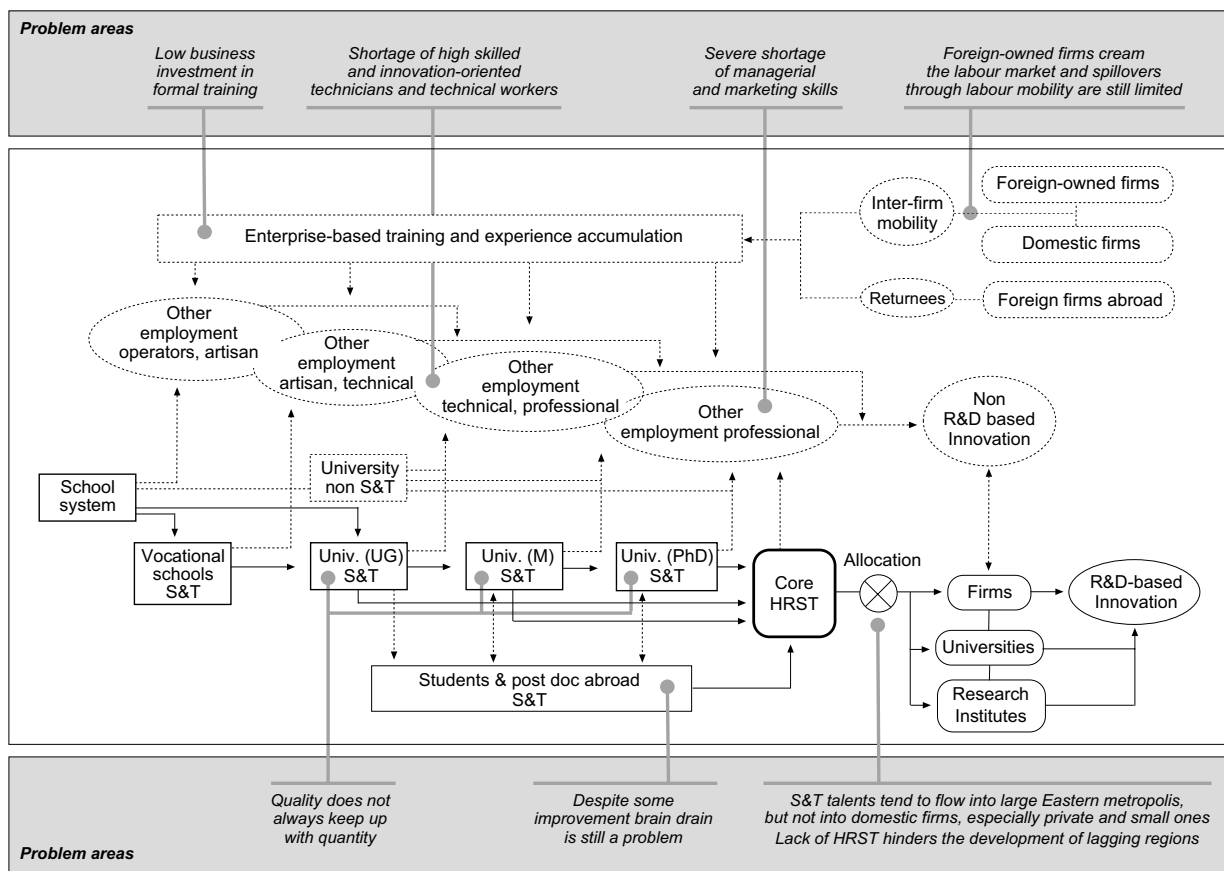 Problem areas
Low business
investment in
formal training
Shortage of high skilled
and innovation-oriented
technicians and technical workers
Severe shortage
of managerial
and marketing skills
Foreign-owned firms cream
the labour market and spillovers
through labour mobility are still limited
Enterprise-based training and experience accumulation
Inter-firm
mobility
Foreign-owned firms
Domestic firms
Returnees
Foreign firms abroad
Other
employment
operators, artisan
Other
employment
artisan, technical
Other
employment
technical, professional
Other
employment professional
Non
R&D based
Innovation
School
system
University
non S&T
Vocational
schools
S&T
Univ. (UG)
S&T
Univ. (M)
S&T
Univ. (PhD)
S&T
Core
HRST
Allocation
Firms
R&D-based
Innovation
Universities
Research
Institutes
Students & post doc abroad
S&T
Quality does not
always keep up
with quantity
Despite some
improvement brain drain
is still a problem
S&T talents tend to flow into large Eastern metropolis,
but not into domestic firms, especially private and small ones
Lack of HRST hinders the development of lagging regions
Problem areas